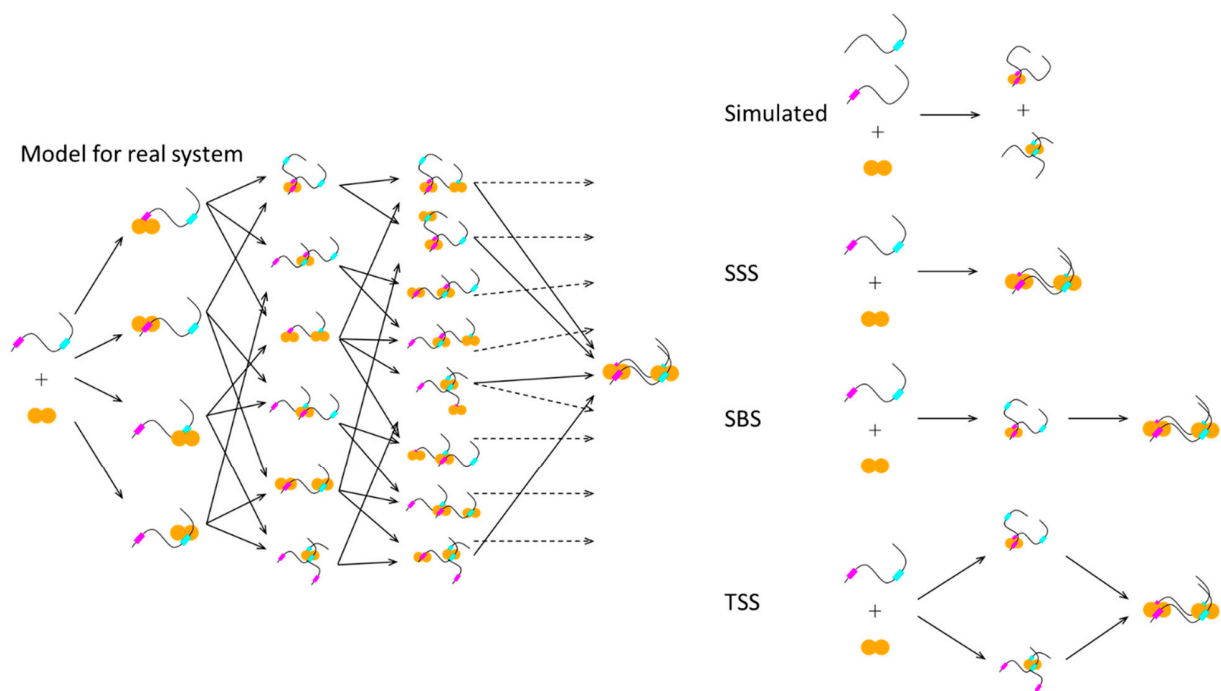 Model for real system
+
Simulated
+
+
SSS
+
SBS
+
TSS
+